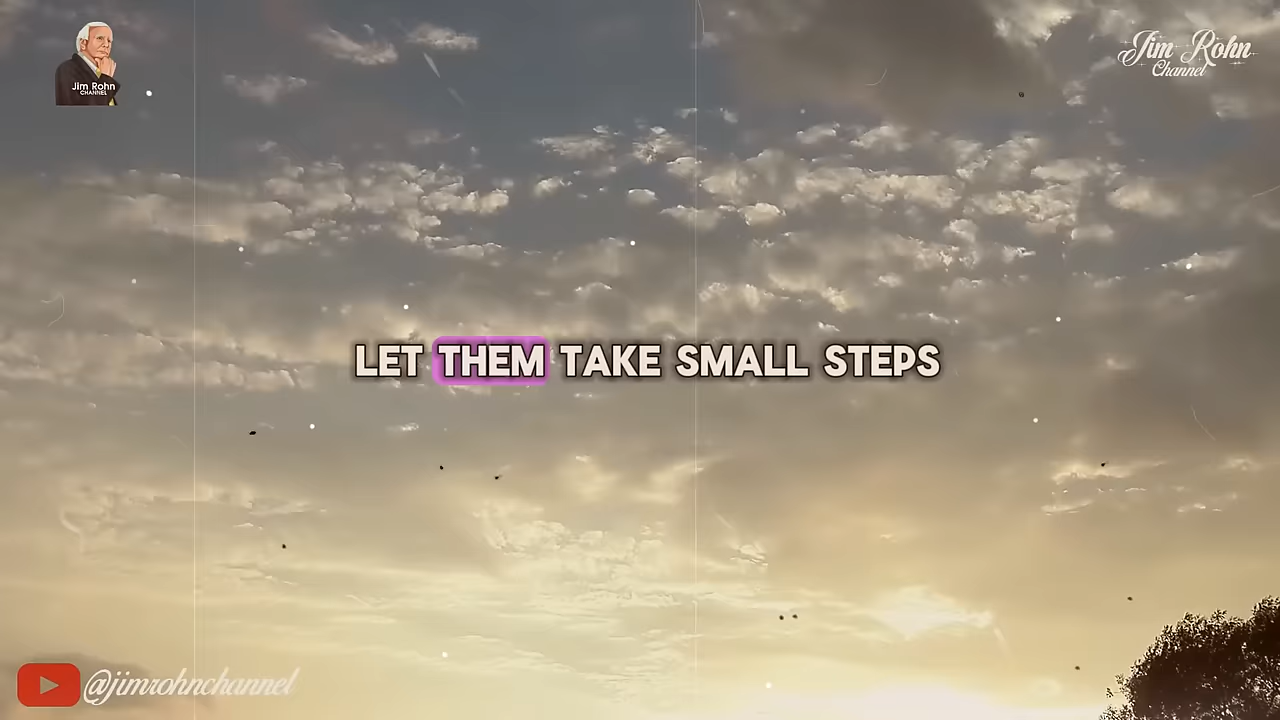 Jim Rohn
CHANNEL
Jim Rohn
Channel
LET THEM TAKE SMALL STEPS
@jimrohnchannel